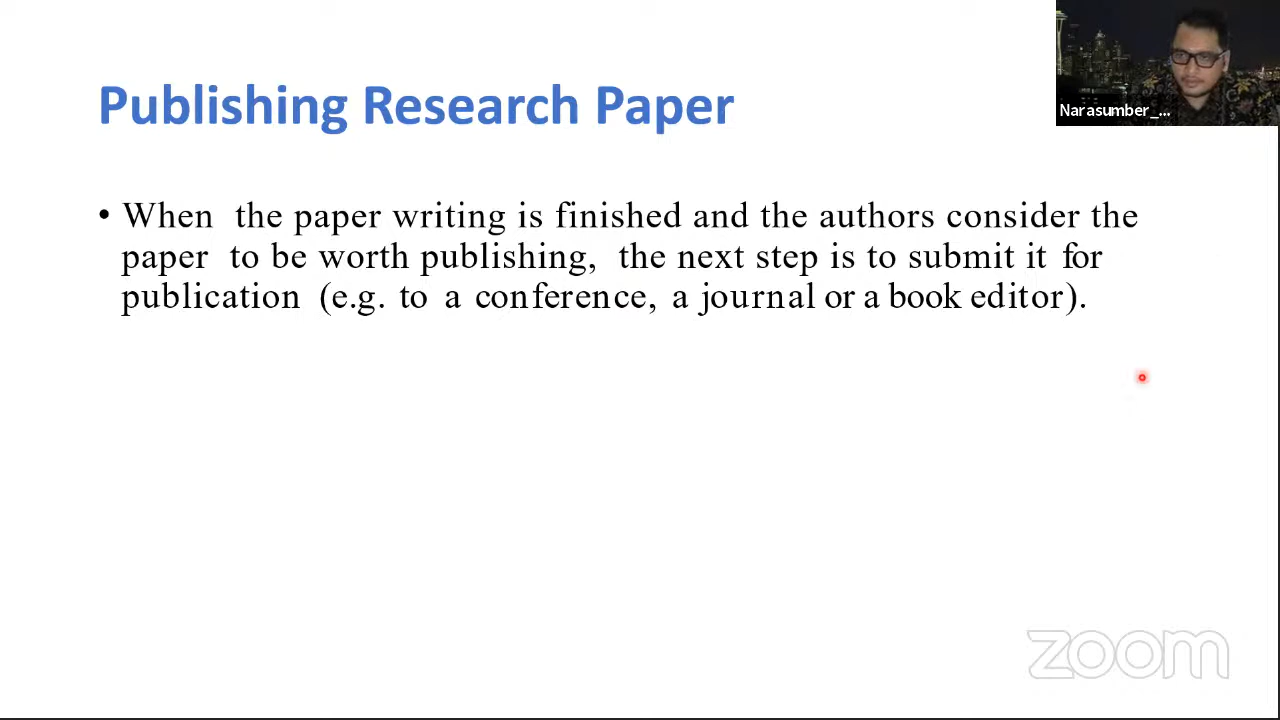 Publishing Research Paper
Narasumber_...
• When the paper writing is finished and the authors consider the
paper to be worth publishing, the next step is to submit it for
publication (e.g. to a conference, a journal or a book editor).
zoom